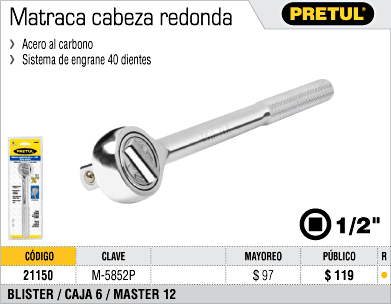 Matraca cabeza redonda
PRETUL
Acero al carbono
Sistema de engrane 40 dientes
PRETUL
1/2"
CÓDIGO CLAVE MAYOREO PÚBLICO R
21150 M-5852P $ 97 $ 119
BLISTER / CAJA 6 / MASTER 12